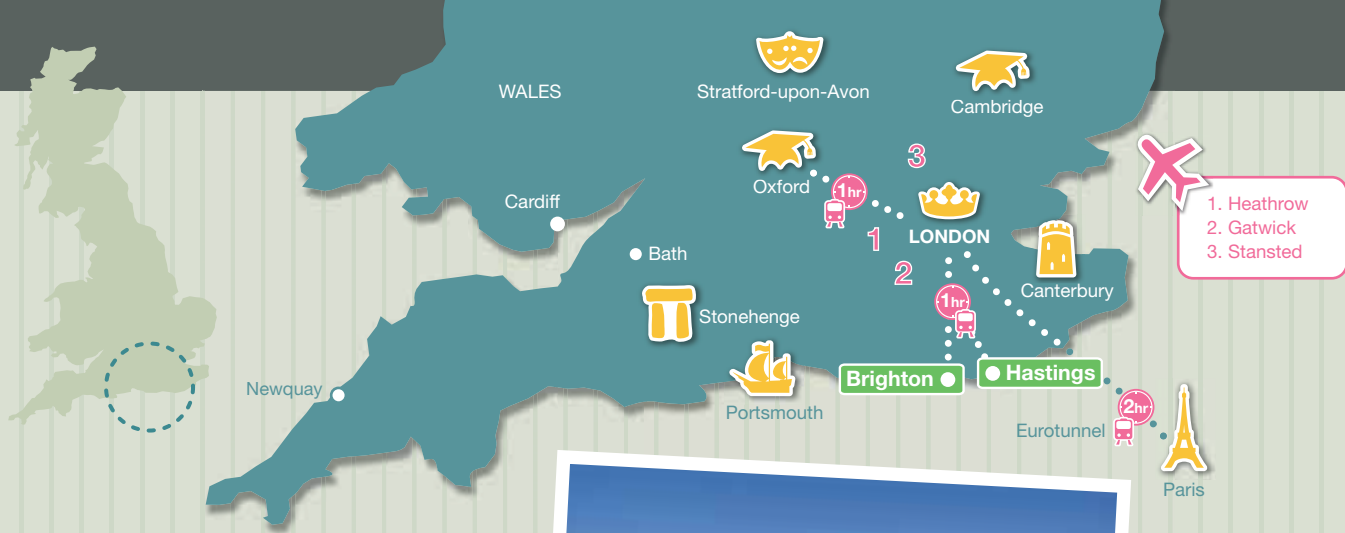 WALES
Stratford-upon-Avon
Cambridge
Oxford
1hr
3
Cardiff
1
LONDON
1. Heathrow
2. Gatwick
3. Stansted
Bath
2
Canterbury
Stonehenge
1hr
Newquay
Portsmouth
Brighton
Hastings
2hr
Eurotunnel
Paris